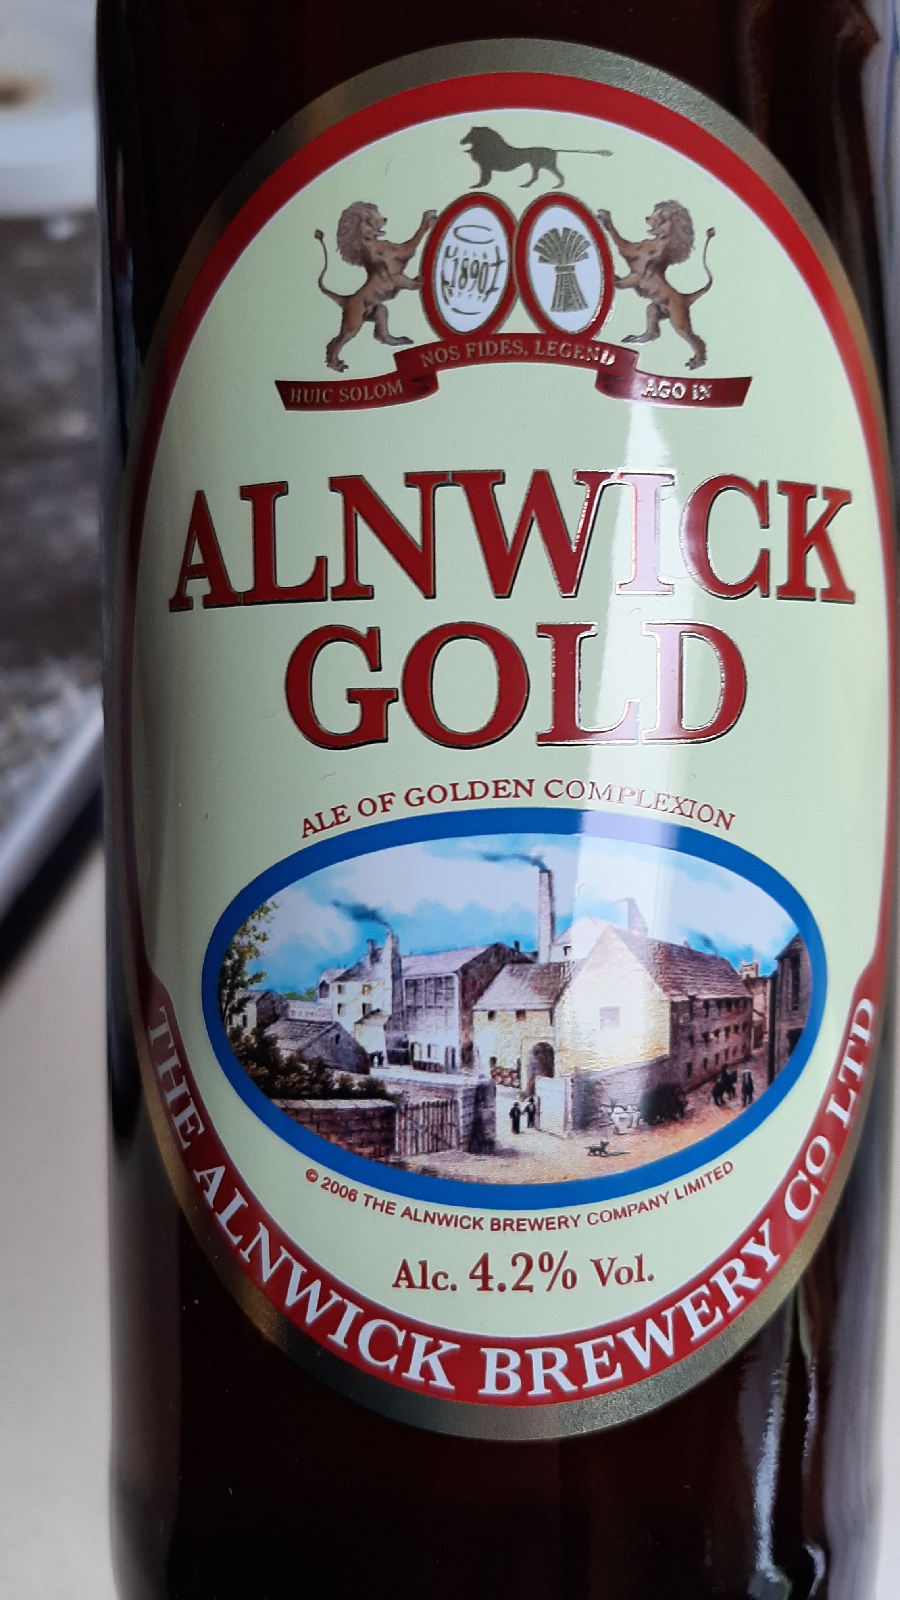 1890
HUIC SOLOM NOS FIDES, LEGEND AGO IN
ALNWICK
GOLD
ALE OF GOLDEN COMPLEXION
© 2006 THE ALNWICK BREWERY COMPANY LIMITED
Alc. 4.2% Vol.
THE ALNWICK BREWERY CO LTD